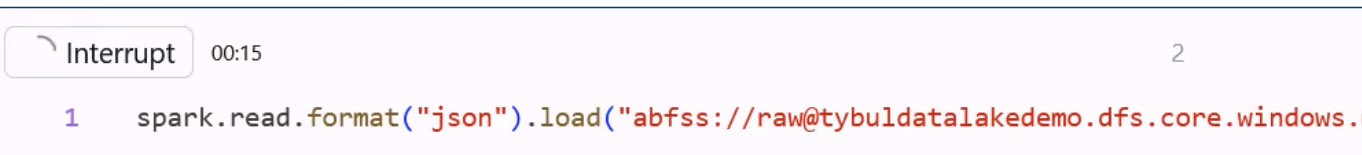 Interrupt 00:15 2
1 spark.read.format("json").load("abfss://raw@tybuldatalakedemo.dfs.core.windows.